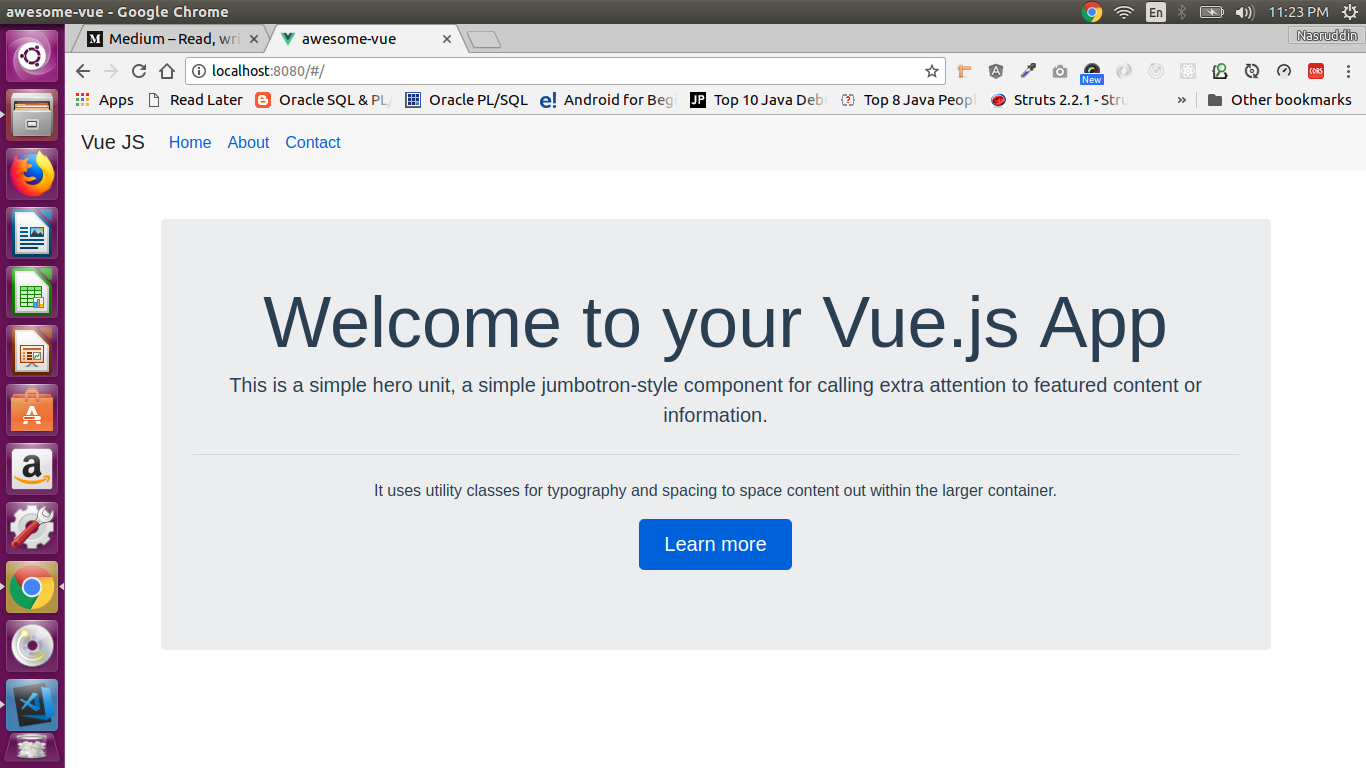 awesome-vue - Google Chrome
En
11:23 PM
Medium – Read, wri
awesome-vue
Nasruddin
localhost:8080/#/
New
CORS
Apps
Read Later
Oracle SQL & PL/
Oracle PL/SQL
e! Android for Begi
JP Top 10 Java Deb
Top 8 Java Peopl
Struts 2.2.1 - Stru
»
Other bookmarks
Vue JS
Home
About
Contact
Welcome to your Vue.js App
This is a simple hero unit, a simple jumbotron-style component for calling extra attention to featured content or
information.
It uses utility classes for typography and spacing to space content out within the larger container.
Learn more